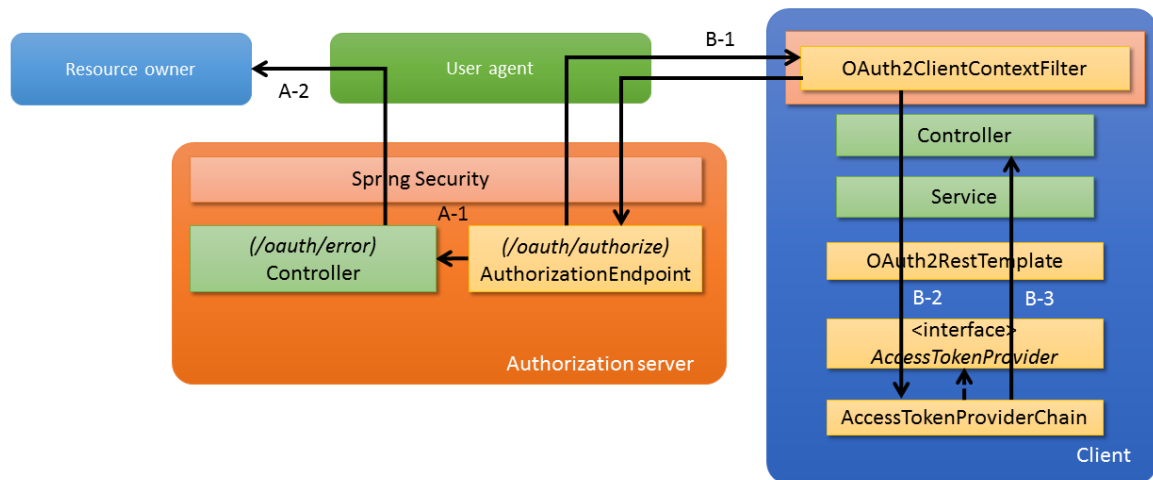 Resource owner
A-2
User agent
B-1
OAuth2ClientContextFilter
Controller
Service
OAuth2RestTemplate
B-2
B-3
<interface>
AccessTokenProvider
AccessTokenProviderChain
Client
Spring Security
A-1
(/oauth/error)
Controller
(/oauth/authorize)
AuthorizationEndpoint
Authorization server